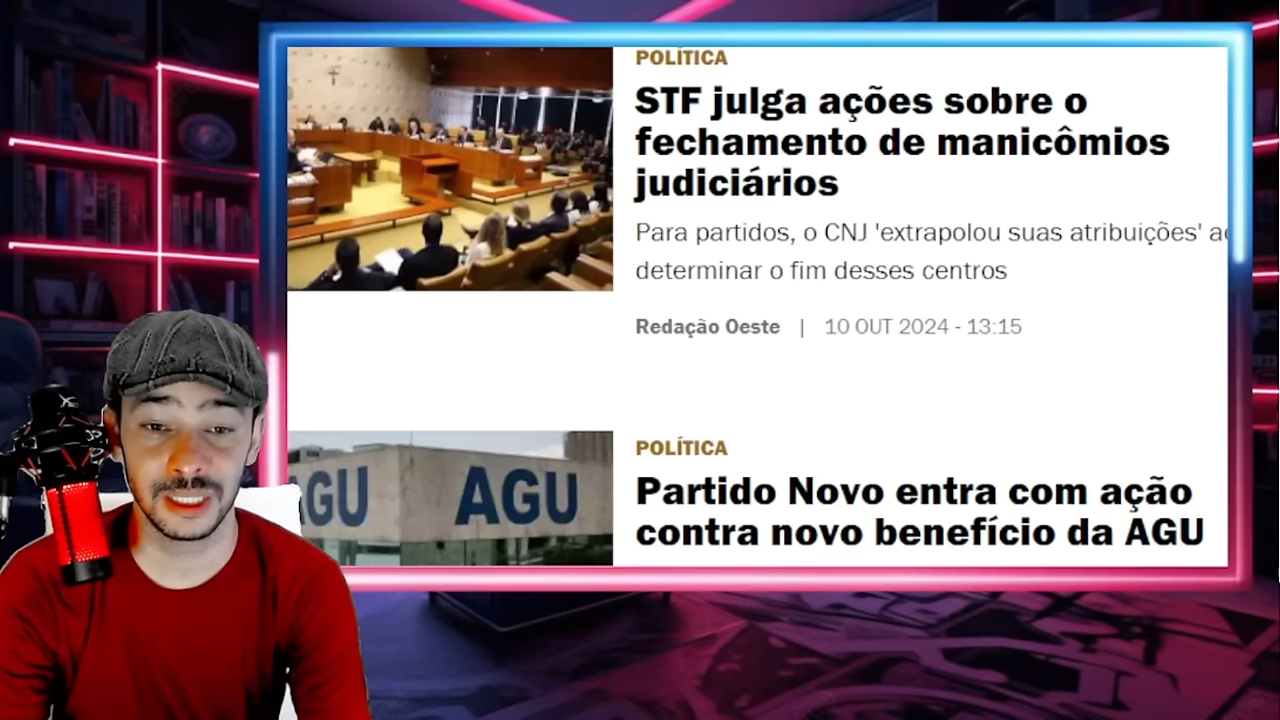 POLÍTICA
STF julga ações sobre o
fechamento de manicômios
judiciários
Para partidos, o CNJ 'extrapolou suas atribuições'
determinar o fim desses centros
Redação Oeste | 10 OUT 2024 - 13:15
AGU AGU
POLÍTICA
Partido Novo entra com ação
contra novo benefício da AGU